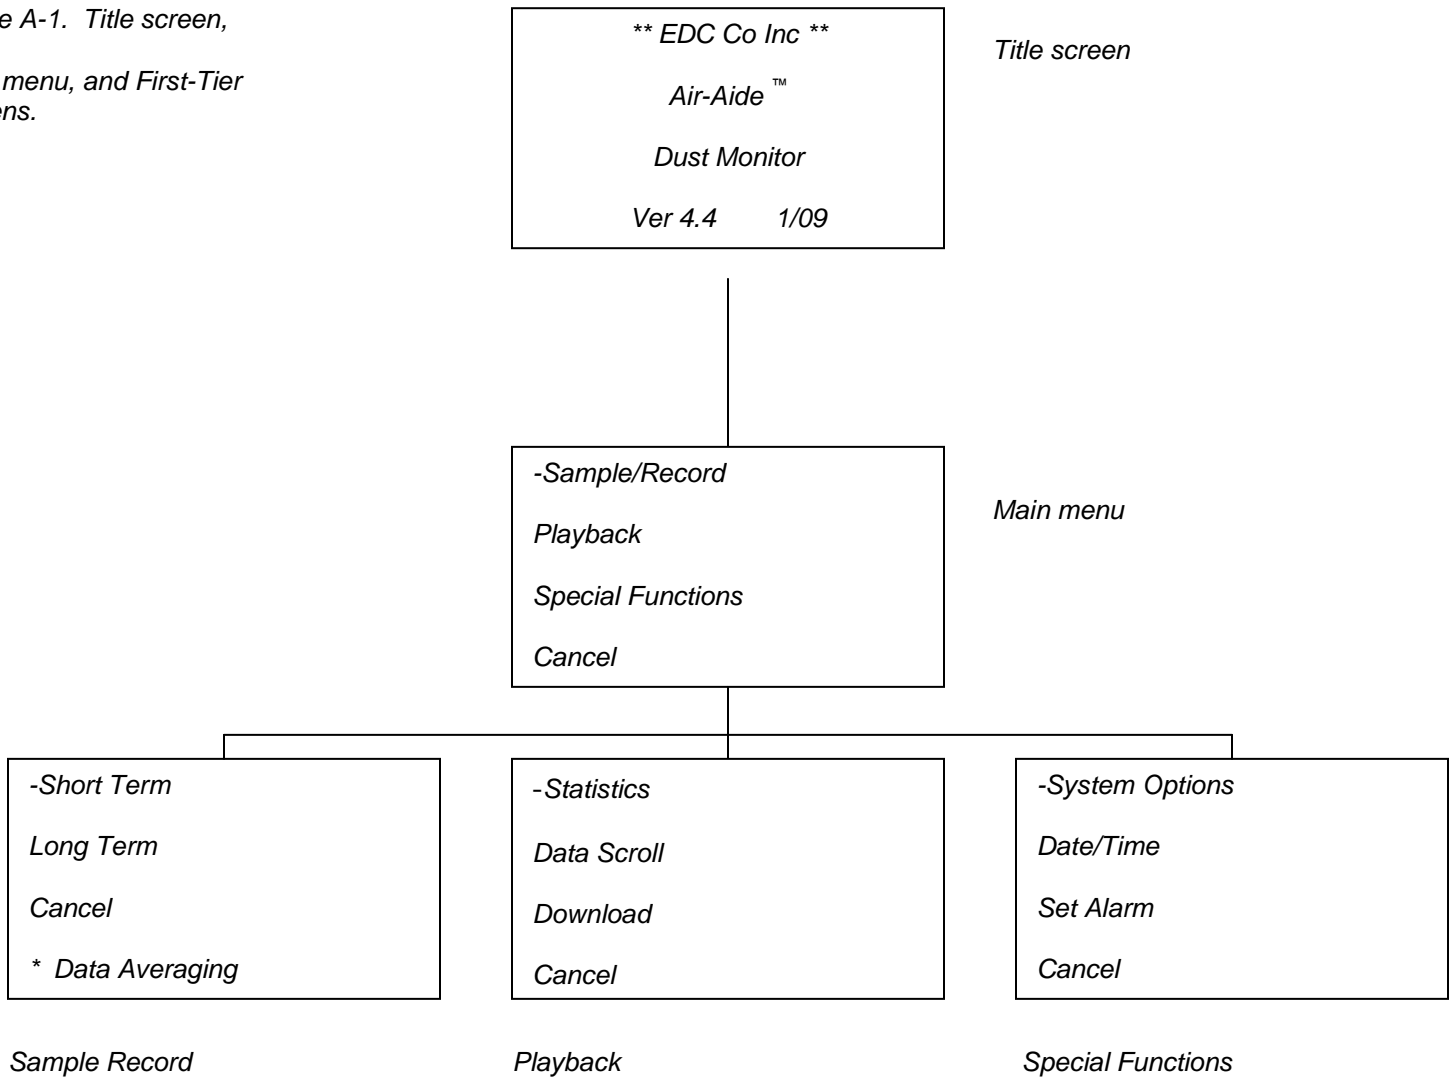 e A-1. Title screen,
menu, and First-Tier
ens.
** EDC Co Inc **
Air-Aide ™
Dust Monitor
Ver 4.4 1/09
Title screen
-Sample/Record
Playback
Special Functions
Cancel
Main menu
-Short Term
Long Term
Cancel
* Data Averaging
-Statistics
Data Scroll
Download
Cancel
-System Options
Date/Time
Set Alarm
Cancel
Sample Record
Playback
Special Functions